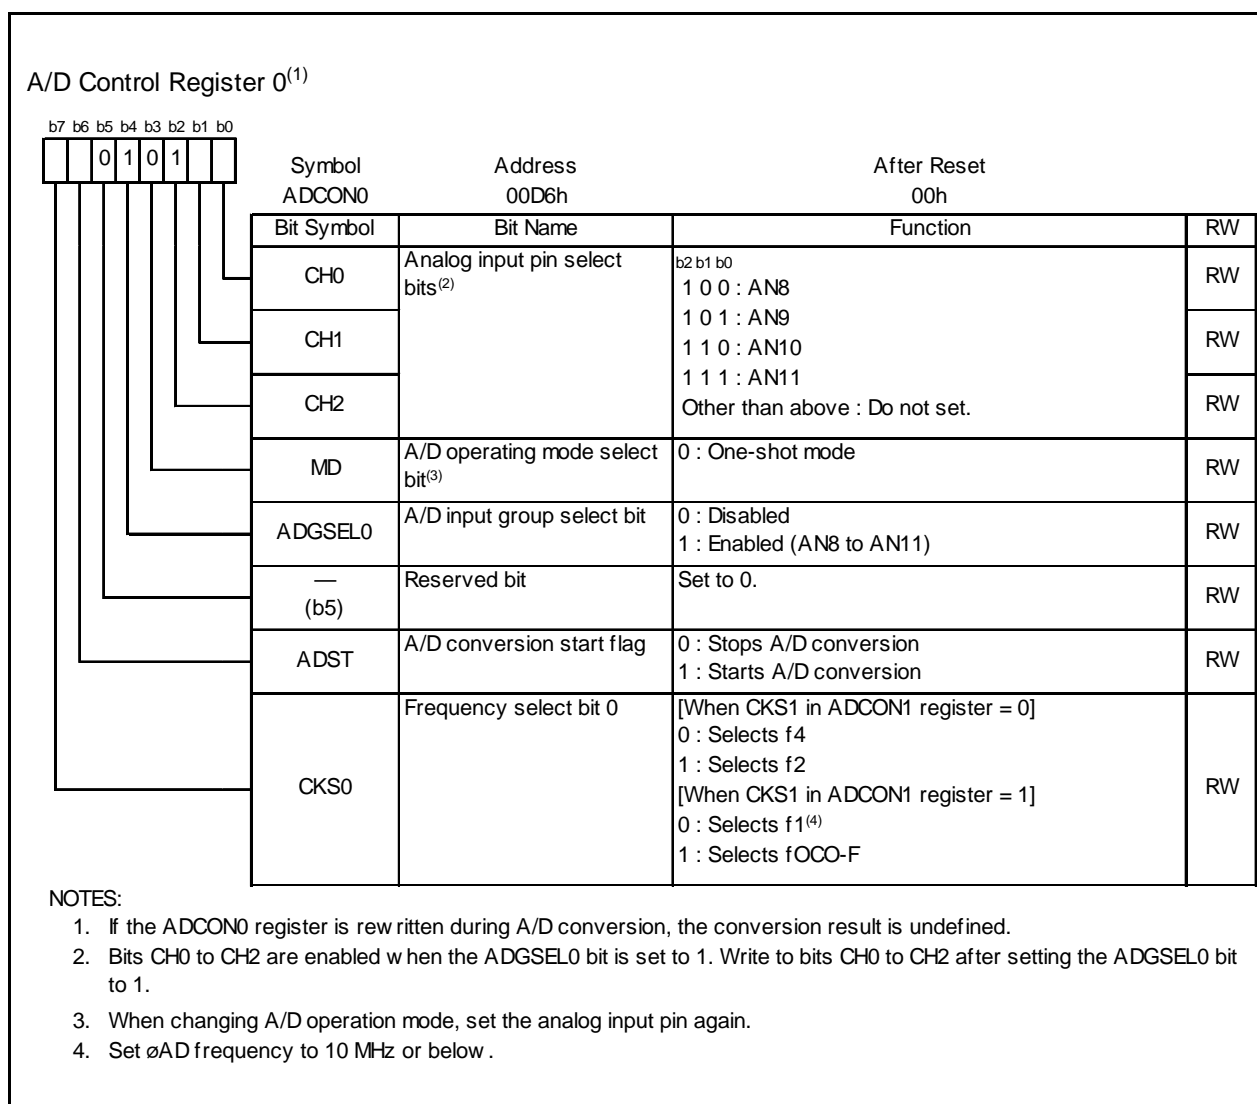 A/D Control Register 0(1)
b7 b6 b5 b4 b3 b2 b1 b0
0 1 0 1
Symbol Address After Reset
ADCON0 00D6h 00h
Bit Symbol Bit Name Function RW
CH0 Analog input pin select bits(2) b2 b1 b0 RW
1 0 0 : AN8
1 0 1 : AN9
CH1 RW
1 1 0 : AN10
1 1 1 : AN11
CH2 Other than above : Do not set. RW
MD A/D operating mode select bit(3) 0 : One-shot mode RW
ADGSEL0 A/D input group select bit 0 : Disabled RW
1 : Enabled (AN8 to AN11)
— Reserved bit Set to 0. RW
(b5)
ADST A/D conversion start flag 0 : Stops A/D conversion RW
1 : Starts A/D conversion
CKS0 Frequency select bit 0 [When CKS1 in ADCON1 register = 0] RW
0 : Selects f4
1 : Selects f2
[When CKS1 in ADCON1 register = 1]
0 : Selects f1(4)
1 : Selects fOCO-F
NOTES:
1. If the ADCON0 register is rewritten during A/D conversion, the conversion result is undefined.
2. Bits CH0 to CH2 are enabled when the ADGSEL0 bit is set to 1. Write to bits CH0 to CH2 after setting the ADGSEL0 bit
to 1.
3. When changing A/D operation mode, set the analog input pin again.
4. Set øAD frequency to 10 MHz or below.